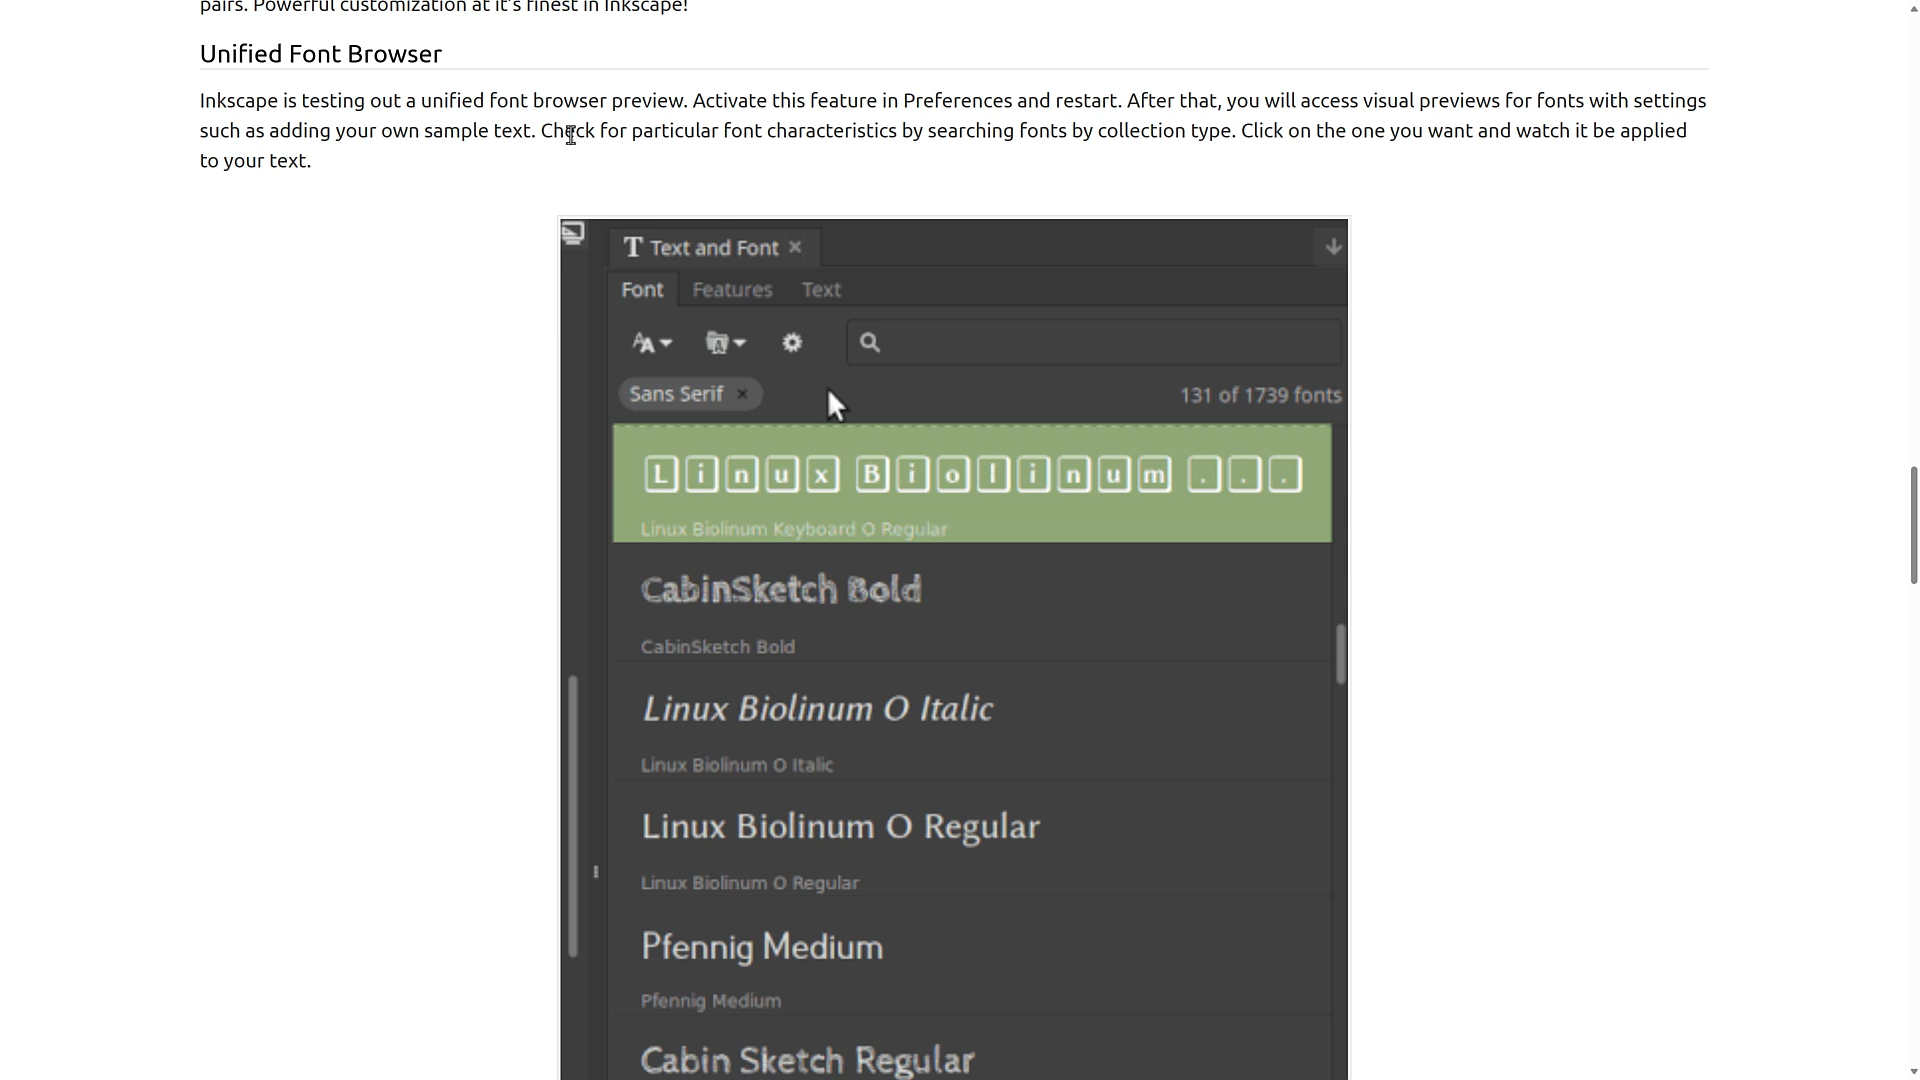 pairs. Powerful customization at it's finest in Inkscape!
Unified Font Browser
Inkscape is testing out a unified font browser preview. Activate this feature in Preferences and restart. After that, you will access visual previews for fonts with settings
such as adding your own sample text. Check for particular font characteristics by searching fonts by collection type. Click on the one you want and watch it be applied
to your text.
Text and Font
Font Features Text
Sans Serif 131 of 1739 fonts
Linux Biolinum ...
Linux Biolinum Keyboard O Regular
CabinSketch Bold
CabinSketch Bold
Linux Biolinum O Italic
Linux Biolinum O Italic
Linux Biolinum O Regular
Linux Biolinum O Regular
Pfennig Medium
Pfennig Medium
Cabin Sketch Regular